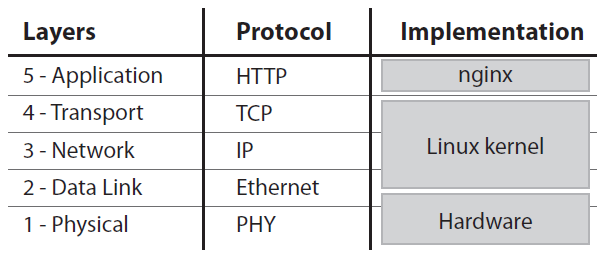 Layers Protocol Implementation
5 - Application HTTP nginx
4 - Transport TCP
3 - Network IP Linux kernel
2 - Data Link Ethernet
1 - Physical PHY Hardware